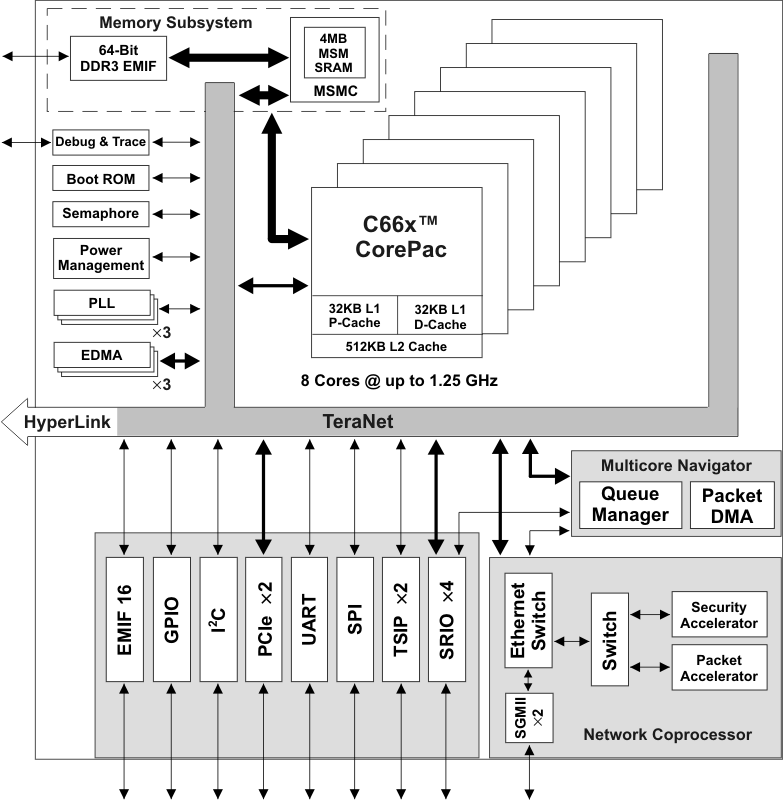 Memory Subsystem
64-Bit
DDR3 EMIF
4MB
MSM
SRAM
MSMC
Debug & Trace
Boot ROM
Semaphore
Power
Management
PLL
×3
EDMA
×3
C66x™
CorePac
32KB L1
P-Cache
32KB L1
D-Cache
512KB L2 Cache
8 Cores @ up to 1.25 GHz
HyperLink
TeraNet
Multicore Navigator
Queue
Manager
Packet
DMA
EMIF 16
GPIO
I²C
PCIe ×2
UART
SPI
TSIP ×2
SRIO ×4
Ethernet
Switch
Switch
Security
Accelerator
Packet
Accelerator
SGMII
×2
Network Coprocessor